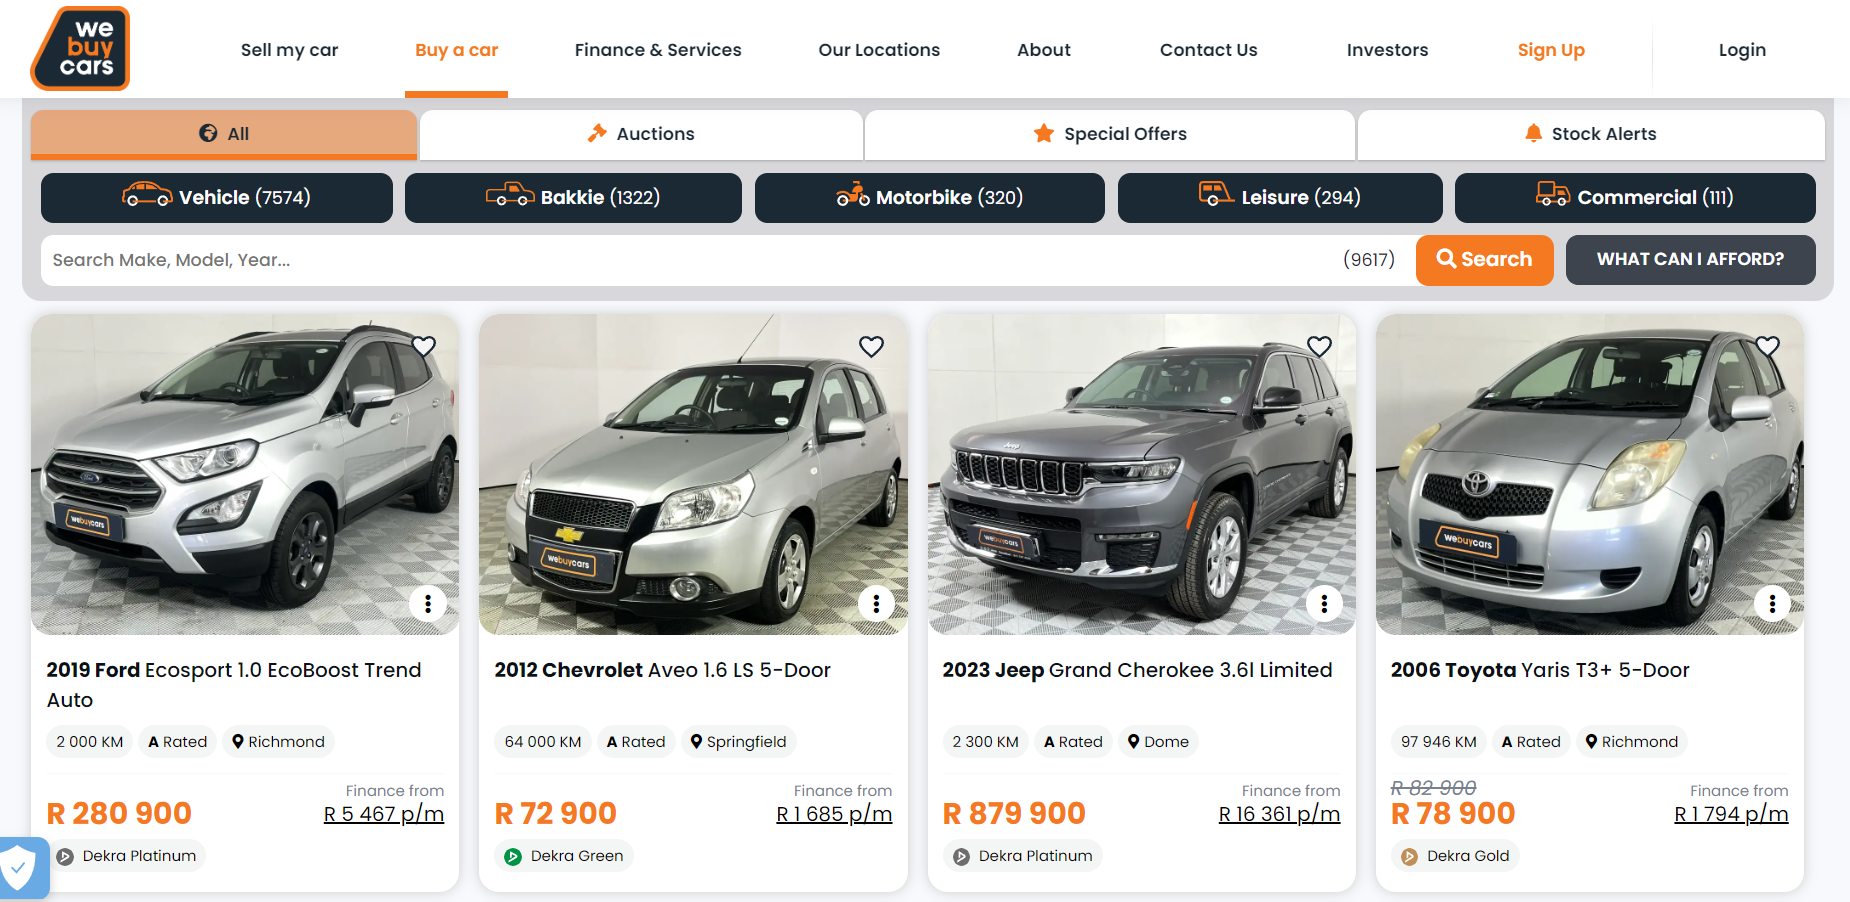 we
buy
cars
Sell my car
Buy a car
Finance & Services
Our Locations
About
Contact Us
Investors
Sign Up
Login
All
Auctions
Special Offers
Stock Alerts
Vehicle (7574)
Bakkie (1322)
Motorbike (320)
Leisure (294)
Commercial (111)
Search Make, Model, Year...
(9617)
Search
WHAT CAN I AFFORD?
webuycars
webuycars
Jeep
webuycars
webuycars
2019 Ford Ecosport 1.0 EcoBoost Trend
Auto
2 000 KM
A Rated
Richmond
Finance from
R 280 900
R 5 467 p/m
Dekra Platinum
2012 Chevrolet Aveo 1.6 LS 5-Door
64 000 KM
A Rated
Springfield
Finance from
R 72 900
R 1 685 p/m
Dekra Green
2023 Jeep Grand Cherokee 3.6l Limited
2 300 KM
A Rated
Dome
Finance from
R 879 900
R 16 361 p/m
Dekra Platinum
2006 Toyota Yaris T3+ 5-Door
97 946 KM
A Rated
Richmond
R 82 900
Finance from
R 78 900
R 1 794 p/m
Dekra Gold